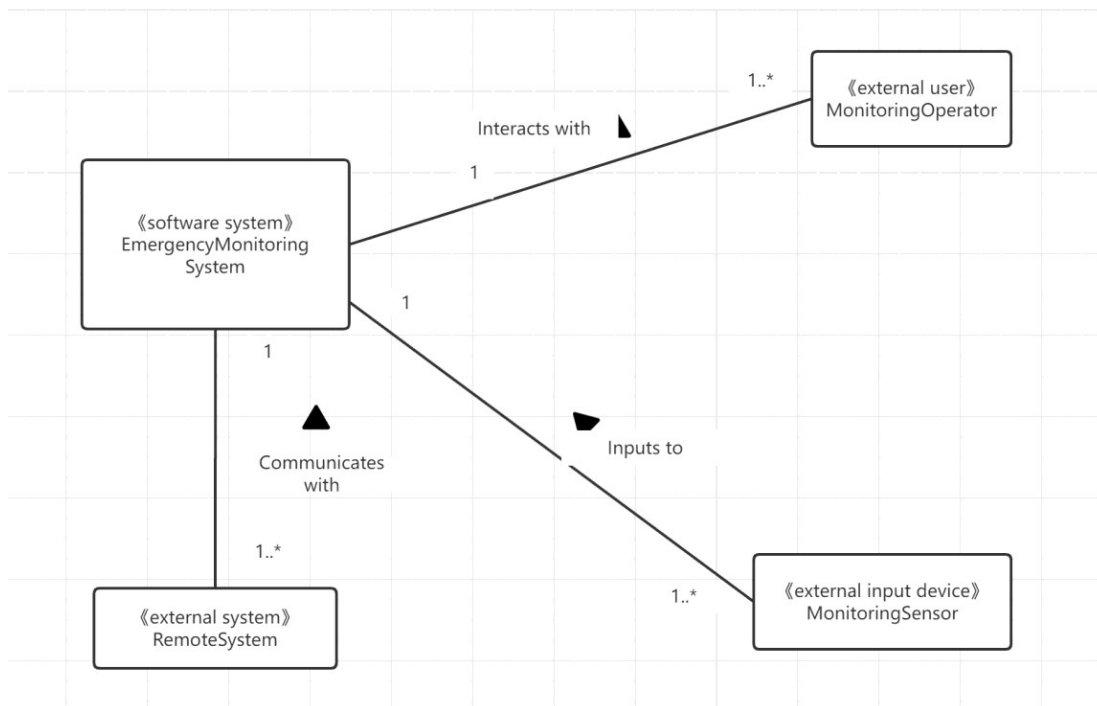 1..*
《external user》
MonitoringOperator
Interacts with
1
《software system》
EmergencyMonitoring
System
1
1
Inputs to
Communicates
with
1..*
1..*
《external input device》
MonitoringSensor
《external system》
RemoteSystem